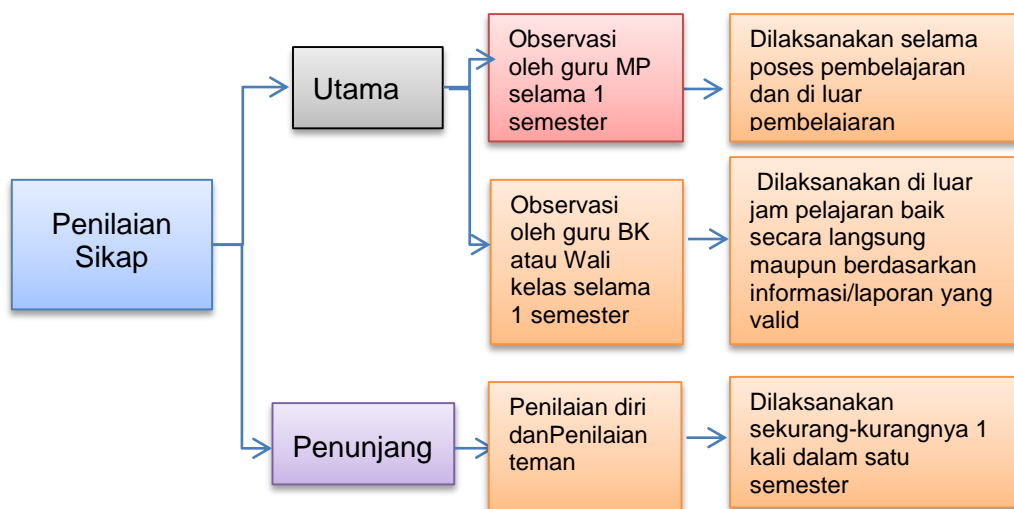 Penilaian
Sikap
Utama
Observasi
oleh guru MP
selama 1
semester
Dilaksanakan selama
poses pembelajaran
dan di luar
pembelajaran
Observasi
oleh guru BK
atau Wali
kelas selama
1 semester
Dilaksanakan di luar
jam pelajaran baik
secara langsung
maupun berdasarkan
informasi/laporan yang
valid
Penunjang
Penilaian diri
danPenilaian
teman
Dilaksanakan
sekurang-kurangnya 1
kali dalam satu
semester